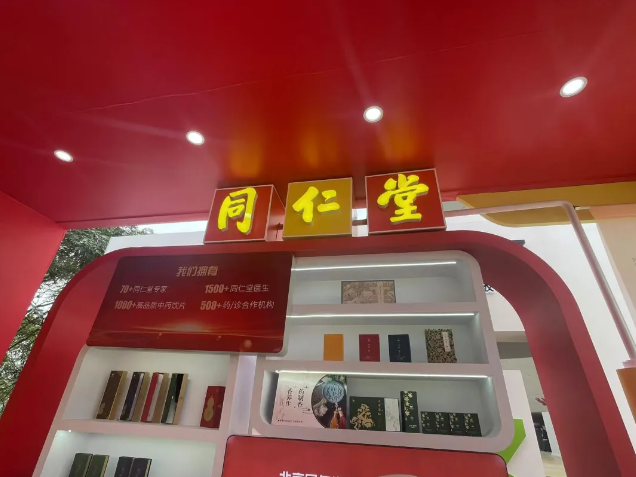 同仁堂
我们拥有
70+同仁堂专家
1500+同仁堂医生
1000+高品质中药饮片
500+药/诊合作机构